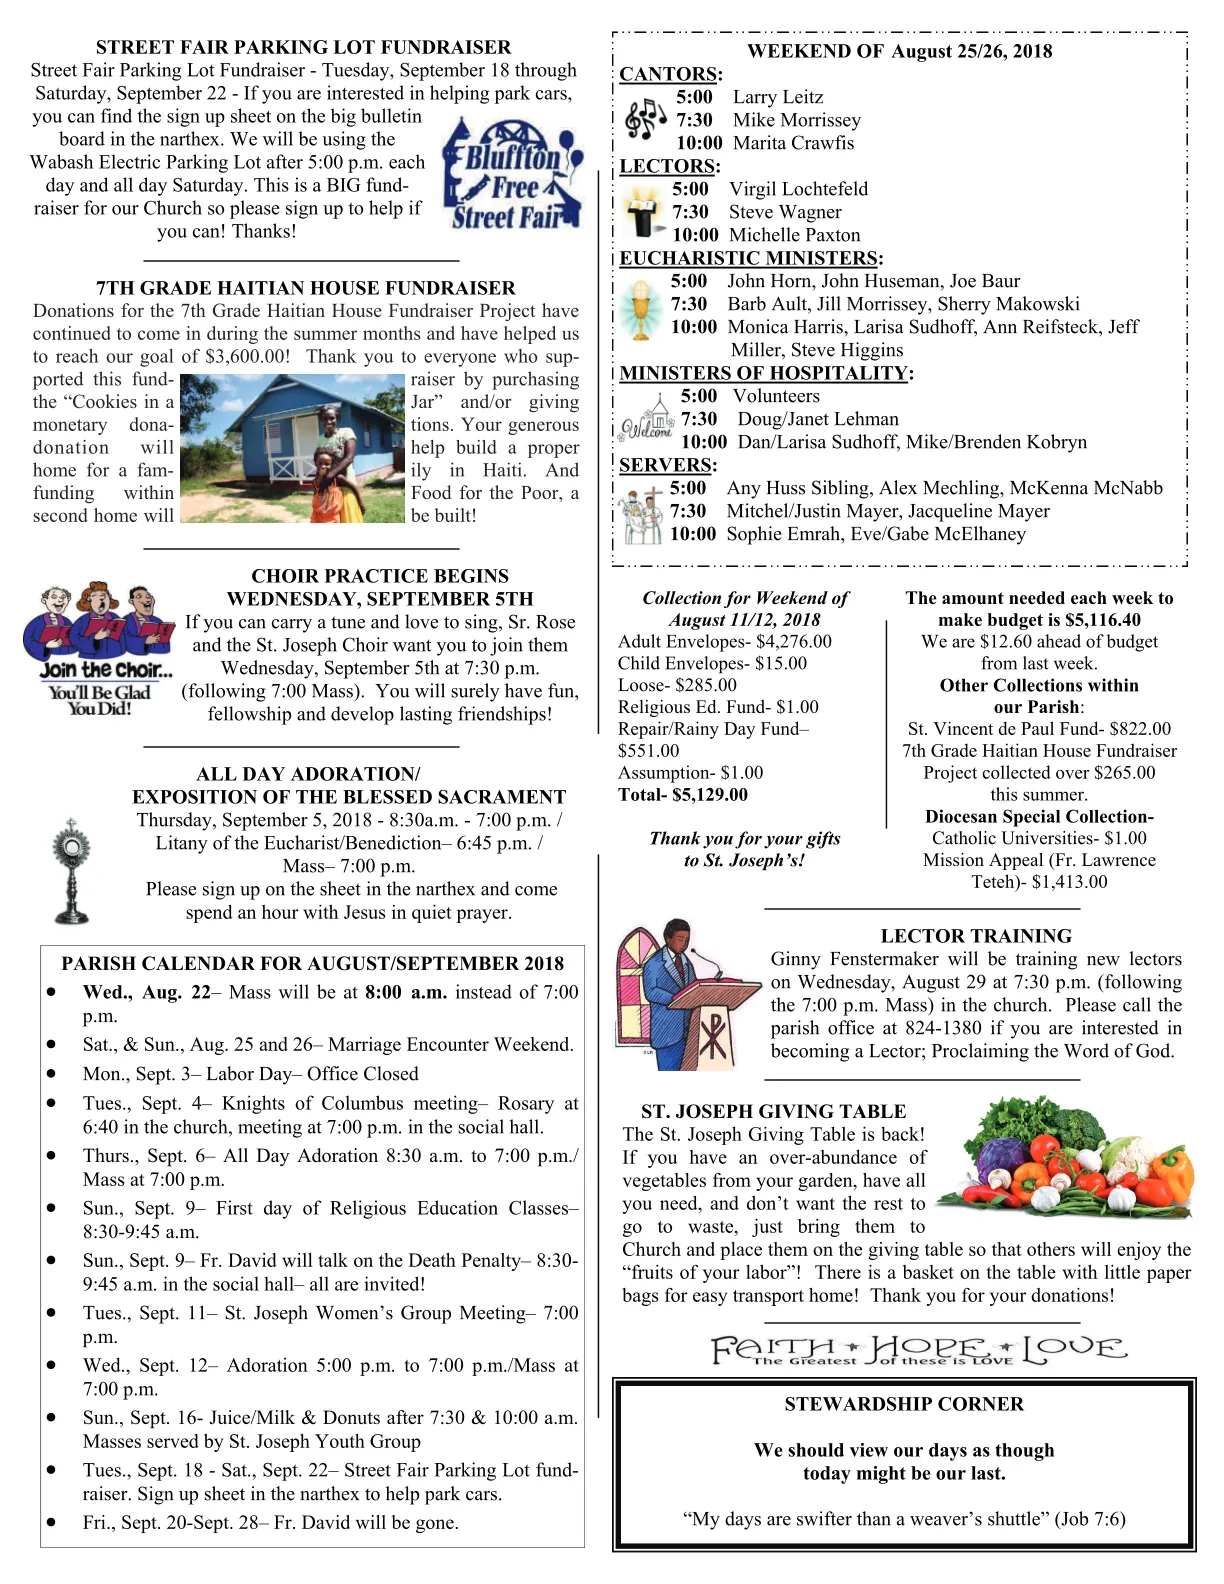 STREET FAIR PARKING LOT FUNDRAISER
Street Fair Parking Lot Fundraiser - Tuesday, September 18 through
Saturday, September 22 - If you are interested in helping park cars,
you can find the sign up sheet on the big bulletin
board in the narthex. We will be using the
Wabash Electric Parking Lot after 5:00 p.m. each
day and all day Saturday. This is a BIG fund-
raiser for our Church so please sign up to help if
you can! Thanks!
Bluffton
Free
Street Fair
7TH GRADE HAITIAN HOUSE FUNDRAISER
Donations for the 7th Grade Haitian House Fundraiser Project have
continued to come in during the summer months and have helped us
to reach our goal of $3,600.00! Thank you to everyone who sup-
ported this fund- raiser by purchasing
the “Cookies in a Jar” and/or giving
monetary dona- tions. Your generous
donation will help build a proper
home for a fam- ily in Haiti. And
funding within Food for the Poor, a
second home will be built!
CHOIR PRACTICE BEGINS
WEDNESDAY, SEPTEMBER 5TH
If you can carry a tune and love to sing, Sr. Rose
and the St. Joseph Choir want you to join them
Wednesday, September 5th at 7:30 p.m.
(following 7:00 Mass). You will surely have fun,
fellowship and develop lasting friendships!
Join the Choir...
You'll Be Glad
You Did!
ALL DAY ADORATION/
EXPOSITION OF THE BLESSED SACRAMENT
Thursday, September 5, 2018 - 8:30a.m. - 7:00 p.m. /
Litany of the Eucharist/Benediction– 6:45 p.m. /
Mass– 7:00 p.m.
Please sign up on the sheet in the narthex and come
spend an hour with Jesus in quiet prayer.
PARISH CALENDAR FOR AUGUST/SEPTEMBER 2018
• Wed., Aug. 22– Mass will be at 8:00 a.m. instead of 7:00
p.m.
• Sat., & Sun., Aug. 25 and 26– Marriage Encounter Weekend.
• Mon., Sept. 3– Labor Day– Office Closed
• Tues., Sept. 4– Knights of Columbus meeting– Rosary at
6:40 in the church, meeting at 7:00 p.m. in the social hall.
• Thurs., Sept. 6– All Day Adoration 8:30 a.m. to 7:00 p.m./
Mass at 7:00 p.m.
• Sun., Sept. 9– First day of Religious Education Classes–
8:30-9:45 a.m.
• Sun., Sept. 9– Fr. David will talk on the Death Penalty– 8:30-
9:45 a.m. in the social hall– all are invited!
• Tues., Sept. 11– St. Joseph Women’s Group Meeting– 7:00
p.m.
• Wed., Sept. 12– Adoration 5:00 p.m. to 7:00 p.m./Mass at
7:00 p.m.
• Sun., Sept. 16- Juice/Milk & Donuts after 7:30 & 10:00 a.m.
Masses served by St. Joseph Youth Group
• Tues., Sept. 18 - Sat., Sept. 22– Street Fair Parking Lot fund-
raiser. Sign up sheet in the narthex to help park cars.
• Fri., Sept. 20-Sept. 28– Fr. David will be gone.
WEEKEND OF August 25/26, 2018
CANTORS:
5:00 Larry Leitz
7:30 Mike Morrissey
10:00 Marita Crawfis
LECTORS:
5:00 Virgil Lochtefeld
7:30 Steve Wagner
10:00 Michelle Paxton
EUCHARISTIC MINISTERS:
5:00 John Horn, John Huseman, Joe Baur
7:30 Barb Ault, Jill Morrissey, Sherry Makowski
10:00 Monica Harris, Larisa Sudhoff, Ann Reifsteck, Jeff
Miller, Steve Higgins
MINISTERS OF HOSPITALITY:
Welcome
5:00 Volunteers
7:30 Doug/Janet Lehman
10:00 Dan/Larisa Sudhoff, Mike/Brenden Kobryn
SERVERS:
5:00 Any Huss Sibling, Alex Mechling, McKenna McNabb
7:30 Mitchel/Justin Mayer, Jacqueline Mayer
10:00 Sophie Emrah, Eve/Gabe McElhaney
Collection for Weekend of
August 11/12, 2018
Adult Envelopes- $4,276.00
Child Envelopes- $15.00
Loose- $285.00
Religious Ed. Fund- $1.00
Repair/Rainy Day Fund–
$551.00
Assumption- $1.00
Total- $5,129.00
Thank you for your gifts
to St. Joseph’s!
The amount needed each week to
make budget is $5,116.40
We are $12.60 ahead of budget
from last week.
Other Collections within
our Parish:
St. Vincent de Paul Fund- $822.00
7th Grade Haitian House Fundraiser
Project collected over $265.00
this summer.
Diocesan Special Collection-
Catholic Universities- $1.00
Mission Appeal (Fr. Lawrence
Teteh)- $1,413.00
LECTOR TRAINING
Ginny Fenstermaker will be training new lectors
on Wednesday, August 29 at 7:30 p.m. (following
the 7:00 p.m. Mass) in the church. Please call the
parish office at 824-1380 if you are interested in
becoming a Lector; Proclaiming the Word of God.
ST. JOSEPH GIVING TABLE
The St. Joseph Giving Table is back!
If you have an over-abundance of
vegetables from your garden, have all
you need, and don’t want the rest to
go to waste, just bring them to
Church and place them on the giving table so that others will enjoy the
“fruits of your labor”! There is a basket on the table with little paper
bags for easy transport home! Thank you for your donations!
FAITH * HOPE * LOVE
The Greatest of these is LOVE
STEWARDSHIP CORNER
We should view our days as though
today might be our last.
“My days are swifter than a weaver’s shuttle” (Job 7:6)